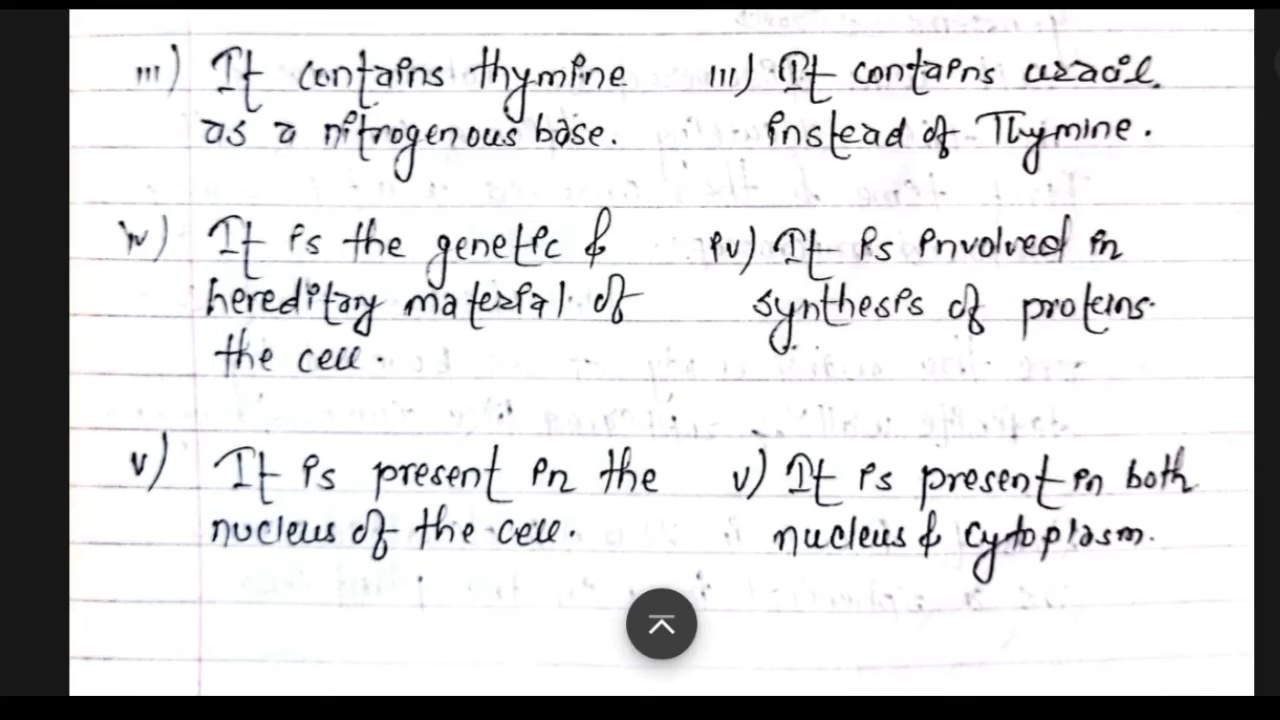 iii) It contains thymine
as a nitrogenous base.
iv) It is the genetic &
hereditary material of
the cell.
v) It is present in the
nucleus of the cell.
iii) It contains uracil
instead of Thymine.
iv) It is involved in
synthesis of proteins.
v) It is present in both
nucleus & cytoplasm.